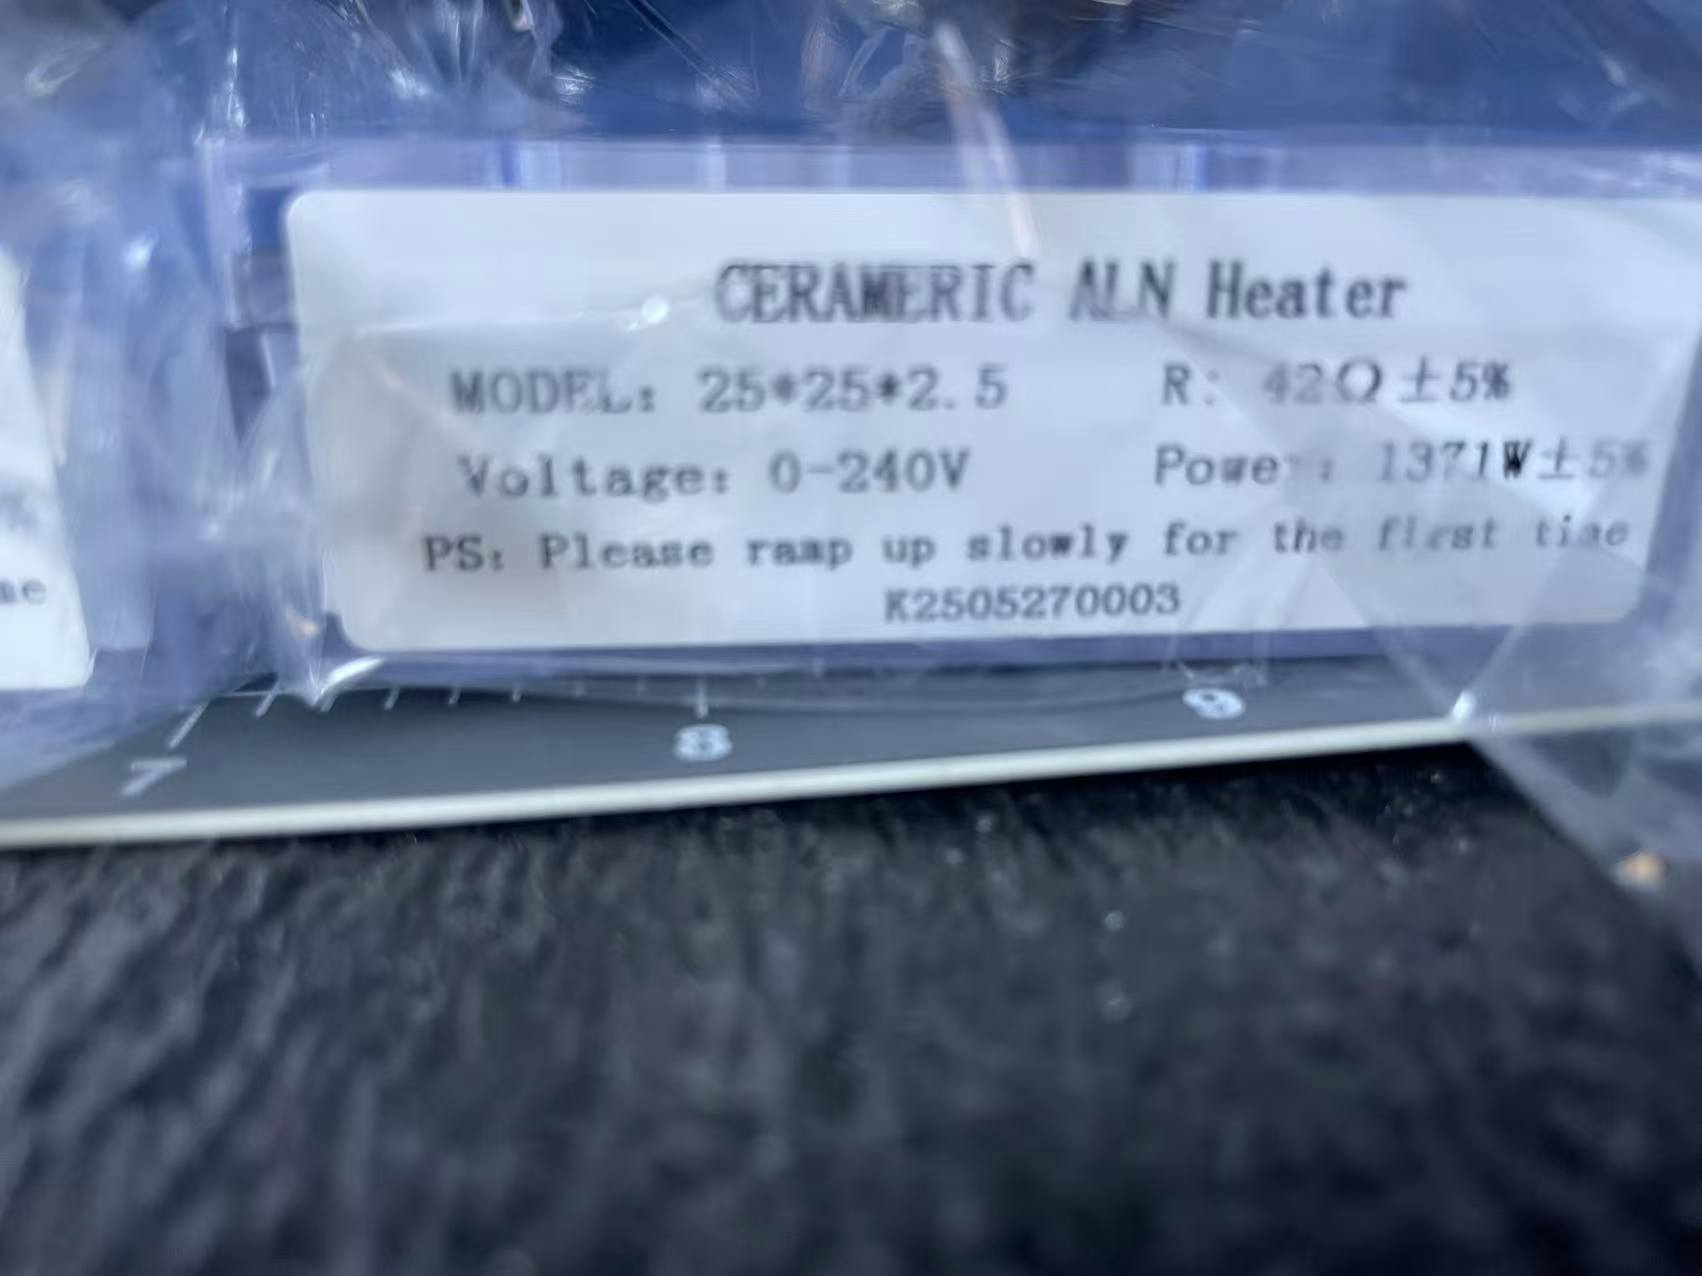 CERAMERIC ALN Heater
MODEL: 25*25*2.5 R: 42Ω±5%
Voltage: 0-240V Power: 1371W±5%
PS: Please ramp up slowly for the first time
K2505270003
7 8 9